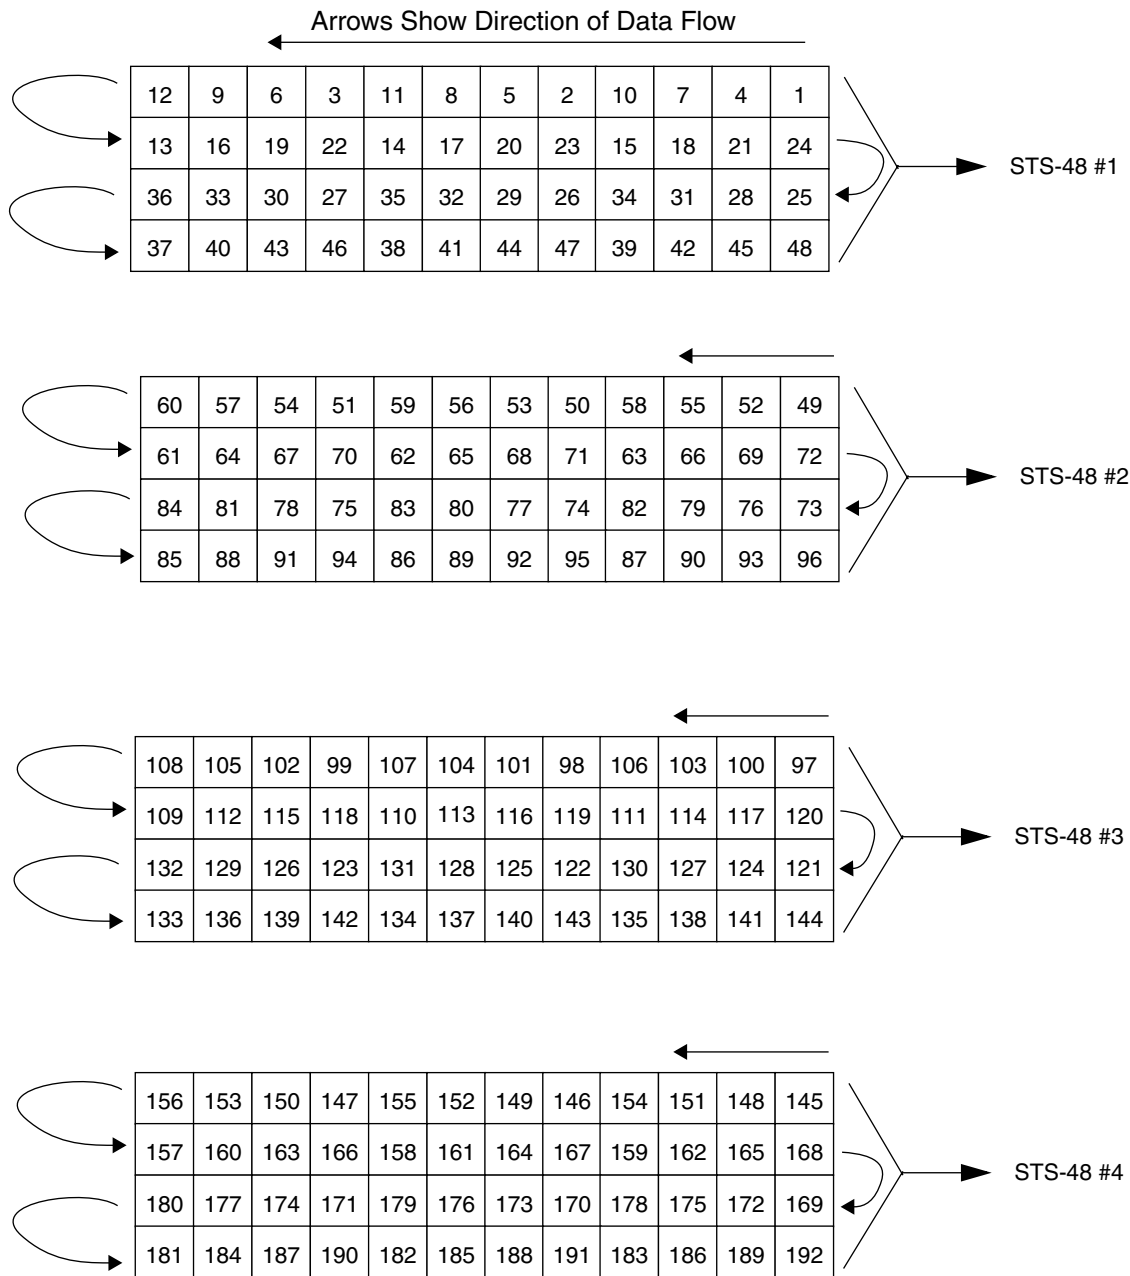 Arrows Show Direction of Data Flow
12 9 6 3 11 8 5 2 10 7 4 1
13 16 19 22 14 17 20 23 15 18 21 24
STS-48 #1
36 33 30 27 35 32 29 26 34 31 28 25
37 40 43 46 38 41 44 47 39 42 45 48
60 57 54 51 59 56 53 50 58 55 52 49
61 64 67 70 62 65 68 71 63 66 69 72
STS-48 #2
84 81 78 75 83 80 77 74 82 79 76 73
85 88 91 94 86 89 92 95 87 90 93 96
108 105 102 99 107 104 101 98 106 103 100 97
109 112 115 118 110 113 116 119 111 114 117 120
STS-48 #3
132 129 126 123 131 128 125 122 130 127 124 121
133 136 139 142 134 137 140 143 135 138 141 144
156 153 150 147 155 152 149 146 154 151 148 145
157 160 163 166 158 161 164 167 159 162 165 168
STS-48 #4
180 177 174 171 179 176 173 170 178 175 172 169
181 184 187 190 182 185 188 191 183 186 189 192